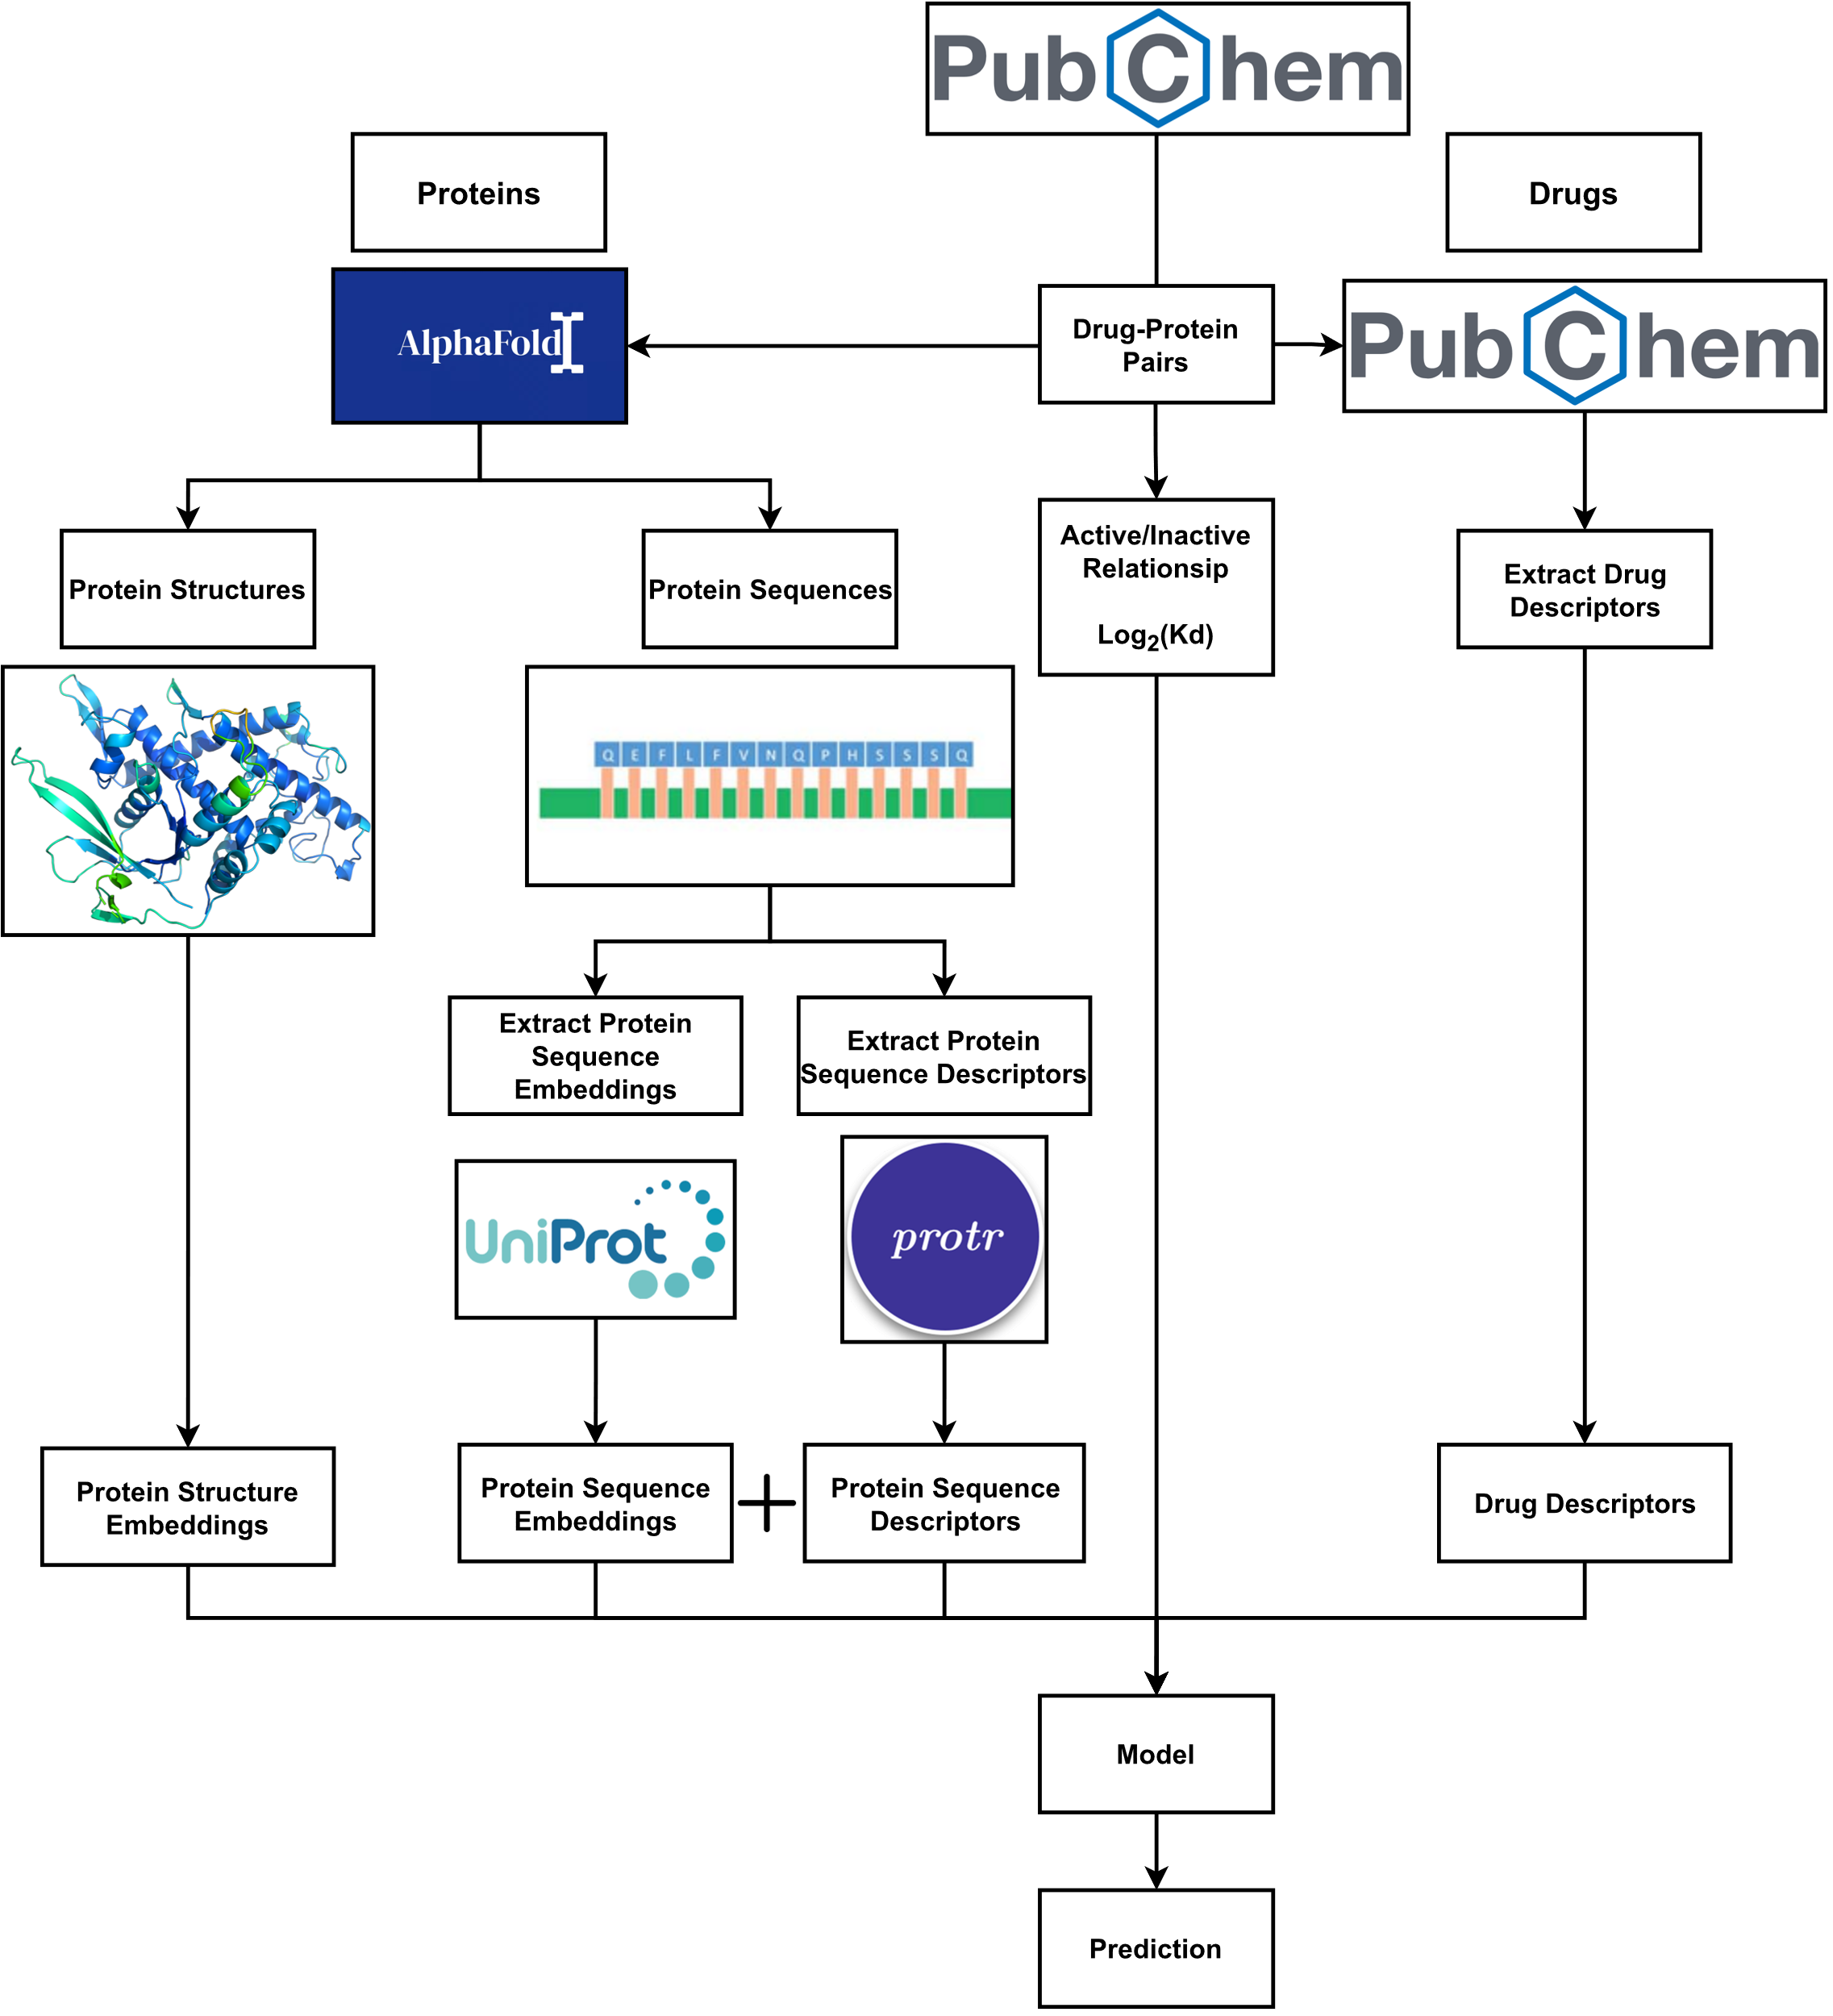 PubChem
Proteins
Drugs
AlphaFold
Drug-Protein
Pairs
PubChem
Active/Inactive
Relationsip
Log2(Kd)
Protein Structures
Protein Sequences
Extract Drug
Descriptors
Q E F L F V N Q P H S S S Q
Extract Protein
Sequence
Embeddings
Extract Protein
Sequence Descriptors
UniProt
protr
Protein Structure
Embeddings
Protein Sequence
Embeddings
+
Protein Sequence
Descriptors
Drug Descriptors
Model
Prediction